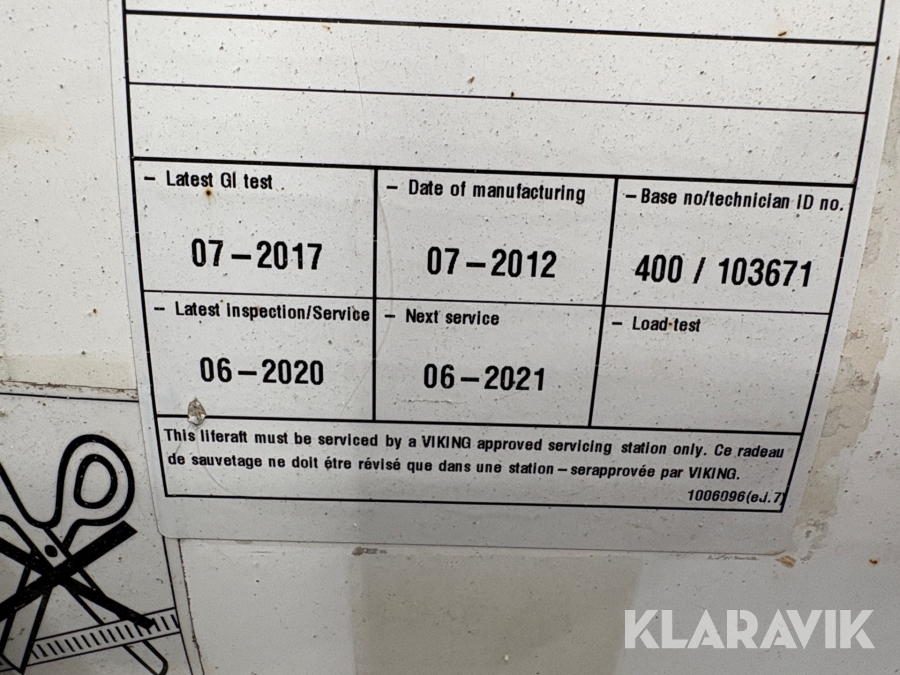 – Latest GI test
– Date of manufacturing
– Base no/technician ID no.
07–2017
07–2012
400 / 103671
– Latest inspection/Service
– Next service
– Load test
06–2020
06–2021
This liferaft must be serviced by a VIKING approved servicing station only. Ce radeau
de sauvetage ne doit être révisé que dans une station–serapprovée par VIKING.
1006096(ed.7)
KLARAVIK